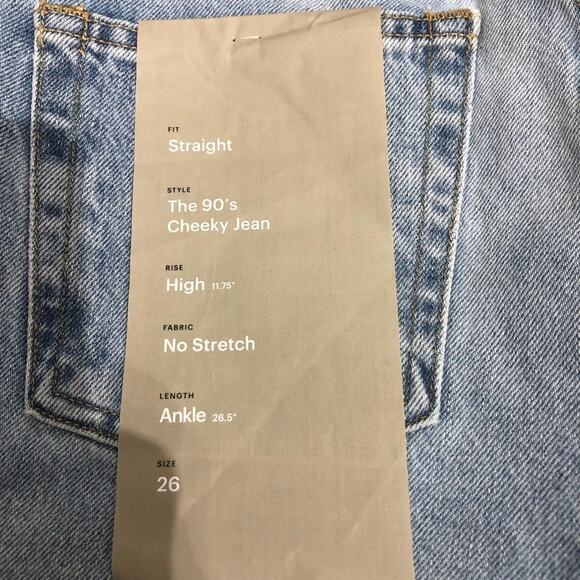 FIT
Straight
STYLE
The 90's
Cheeky Jean
RISE
High 11.75"
FABRIC
No Stretch
LENGTH
Ankle 26.5"
SIZE
26